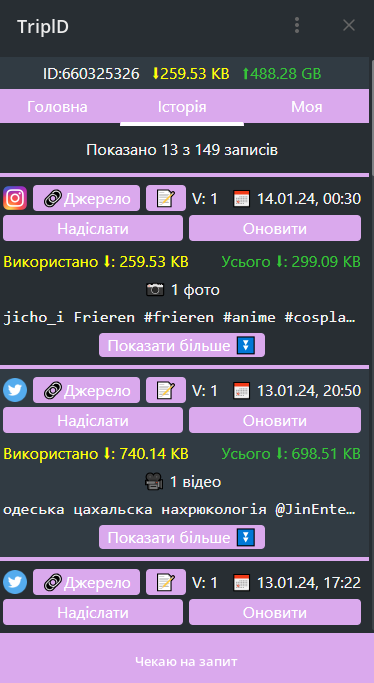 TriplD
ID:660325326 ⬇259.53 KB ⬆488.28 GB
Головна Історія Моя
Показано 13 з 149 записів
Джерело V: 1 14.01.24, 00:30
Надіслати Оновити
Використано ⬇: 259.53 KB Усього ⬇: 299.09 KB
1 фото
jicho_i Frieren #frieren #anime #cospla…
Показати більше
Джерело V: 1 13.01.24, 20:50
Надіслати Оновити
Використано ⬇: 740.14 KB Усього ⬇: 698.51 KB
1 відео
одеська цахальска нахрюкологія @JinEnte…
Показати більше
Джерело V: 1 13.01.24, 17:22
Надіслати Оновити
Чекаю на запит